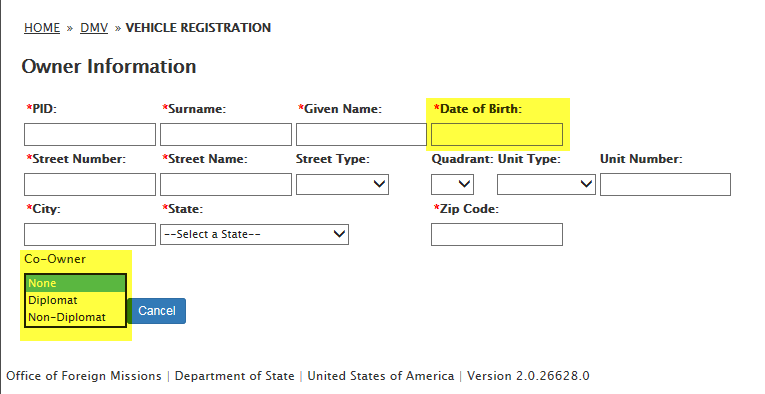 HOME » DMV » VEHICLE REGISTRATION
Owner Information
*PID: *Surname: *Given Name: *Date of Birth:
*Street Number: *Street Name: Street Type: Quadrant: Unit Type: Unit Number:
*City: *State: *Zip Code:
--Select a State--
Co-Owner
None
Diplomat
Non-Diplomat
Cancel
Office of Foreign Missions | Department of State | United States of America | Version 2.0.26628.0